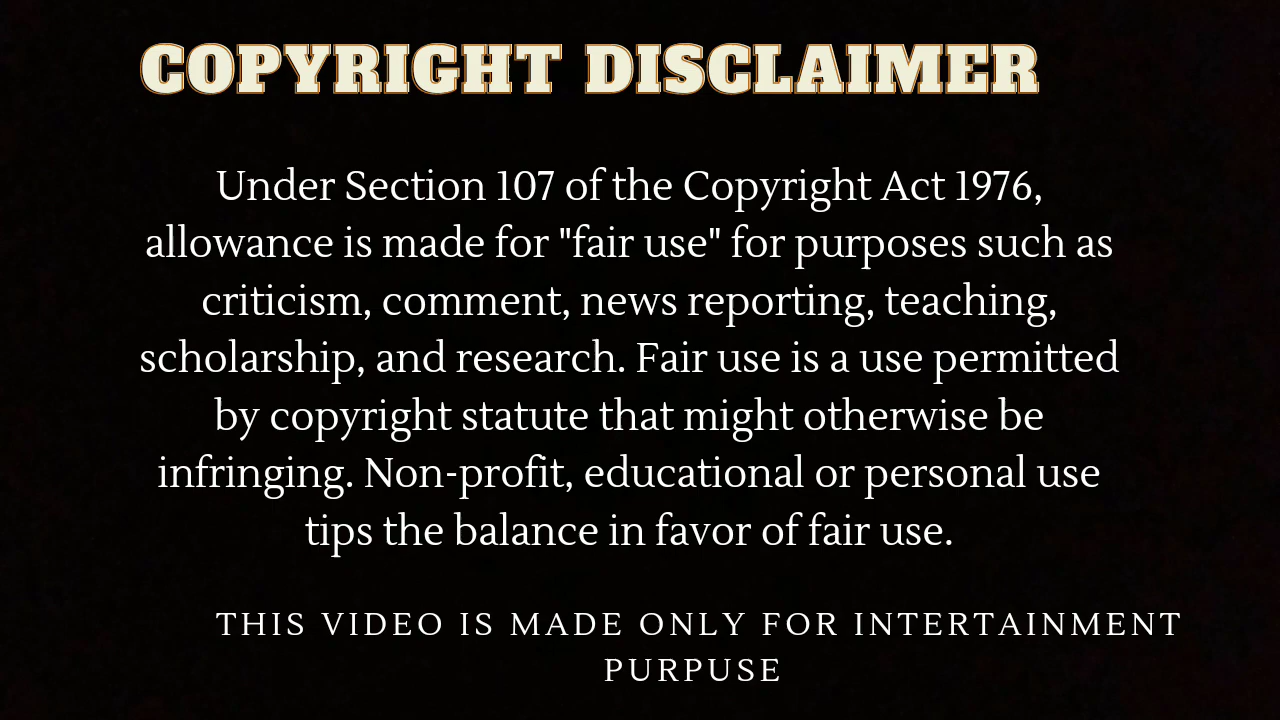 COPYRIGHT DISCLAIMER
Under Section 107 of the Copyright Act 1976,
allowance is made for "fair use" for purposes such as
criticism, comment, news reporting, teaching,
scholarship, and research. Fair use is a use permitted
by copyright statute that might otherwise be
infringing. Non-profit, educational or personal use
tips the balance in favor of fair use.
THIS VIDEO IS MADE ONLY FOR INTERTAINMENT
PURPUSE